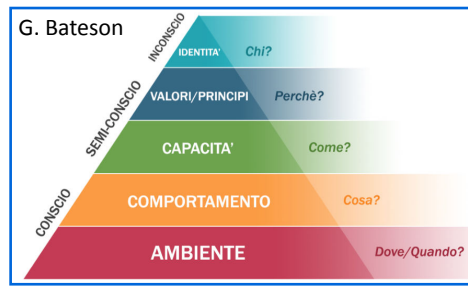 G. Bateson
INCONSCIO
IDENTITA' Chi?
SEMI-CONSCIO
VALORI/PRINCIPI Perchè?
CAPACITA' Come?
CONSCIO
COMPORTAMENTO Cosa?
AMBIENTE Dove/Quando?